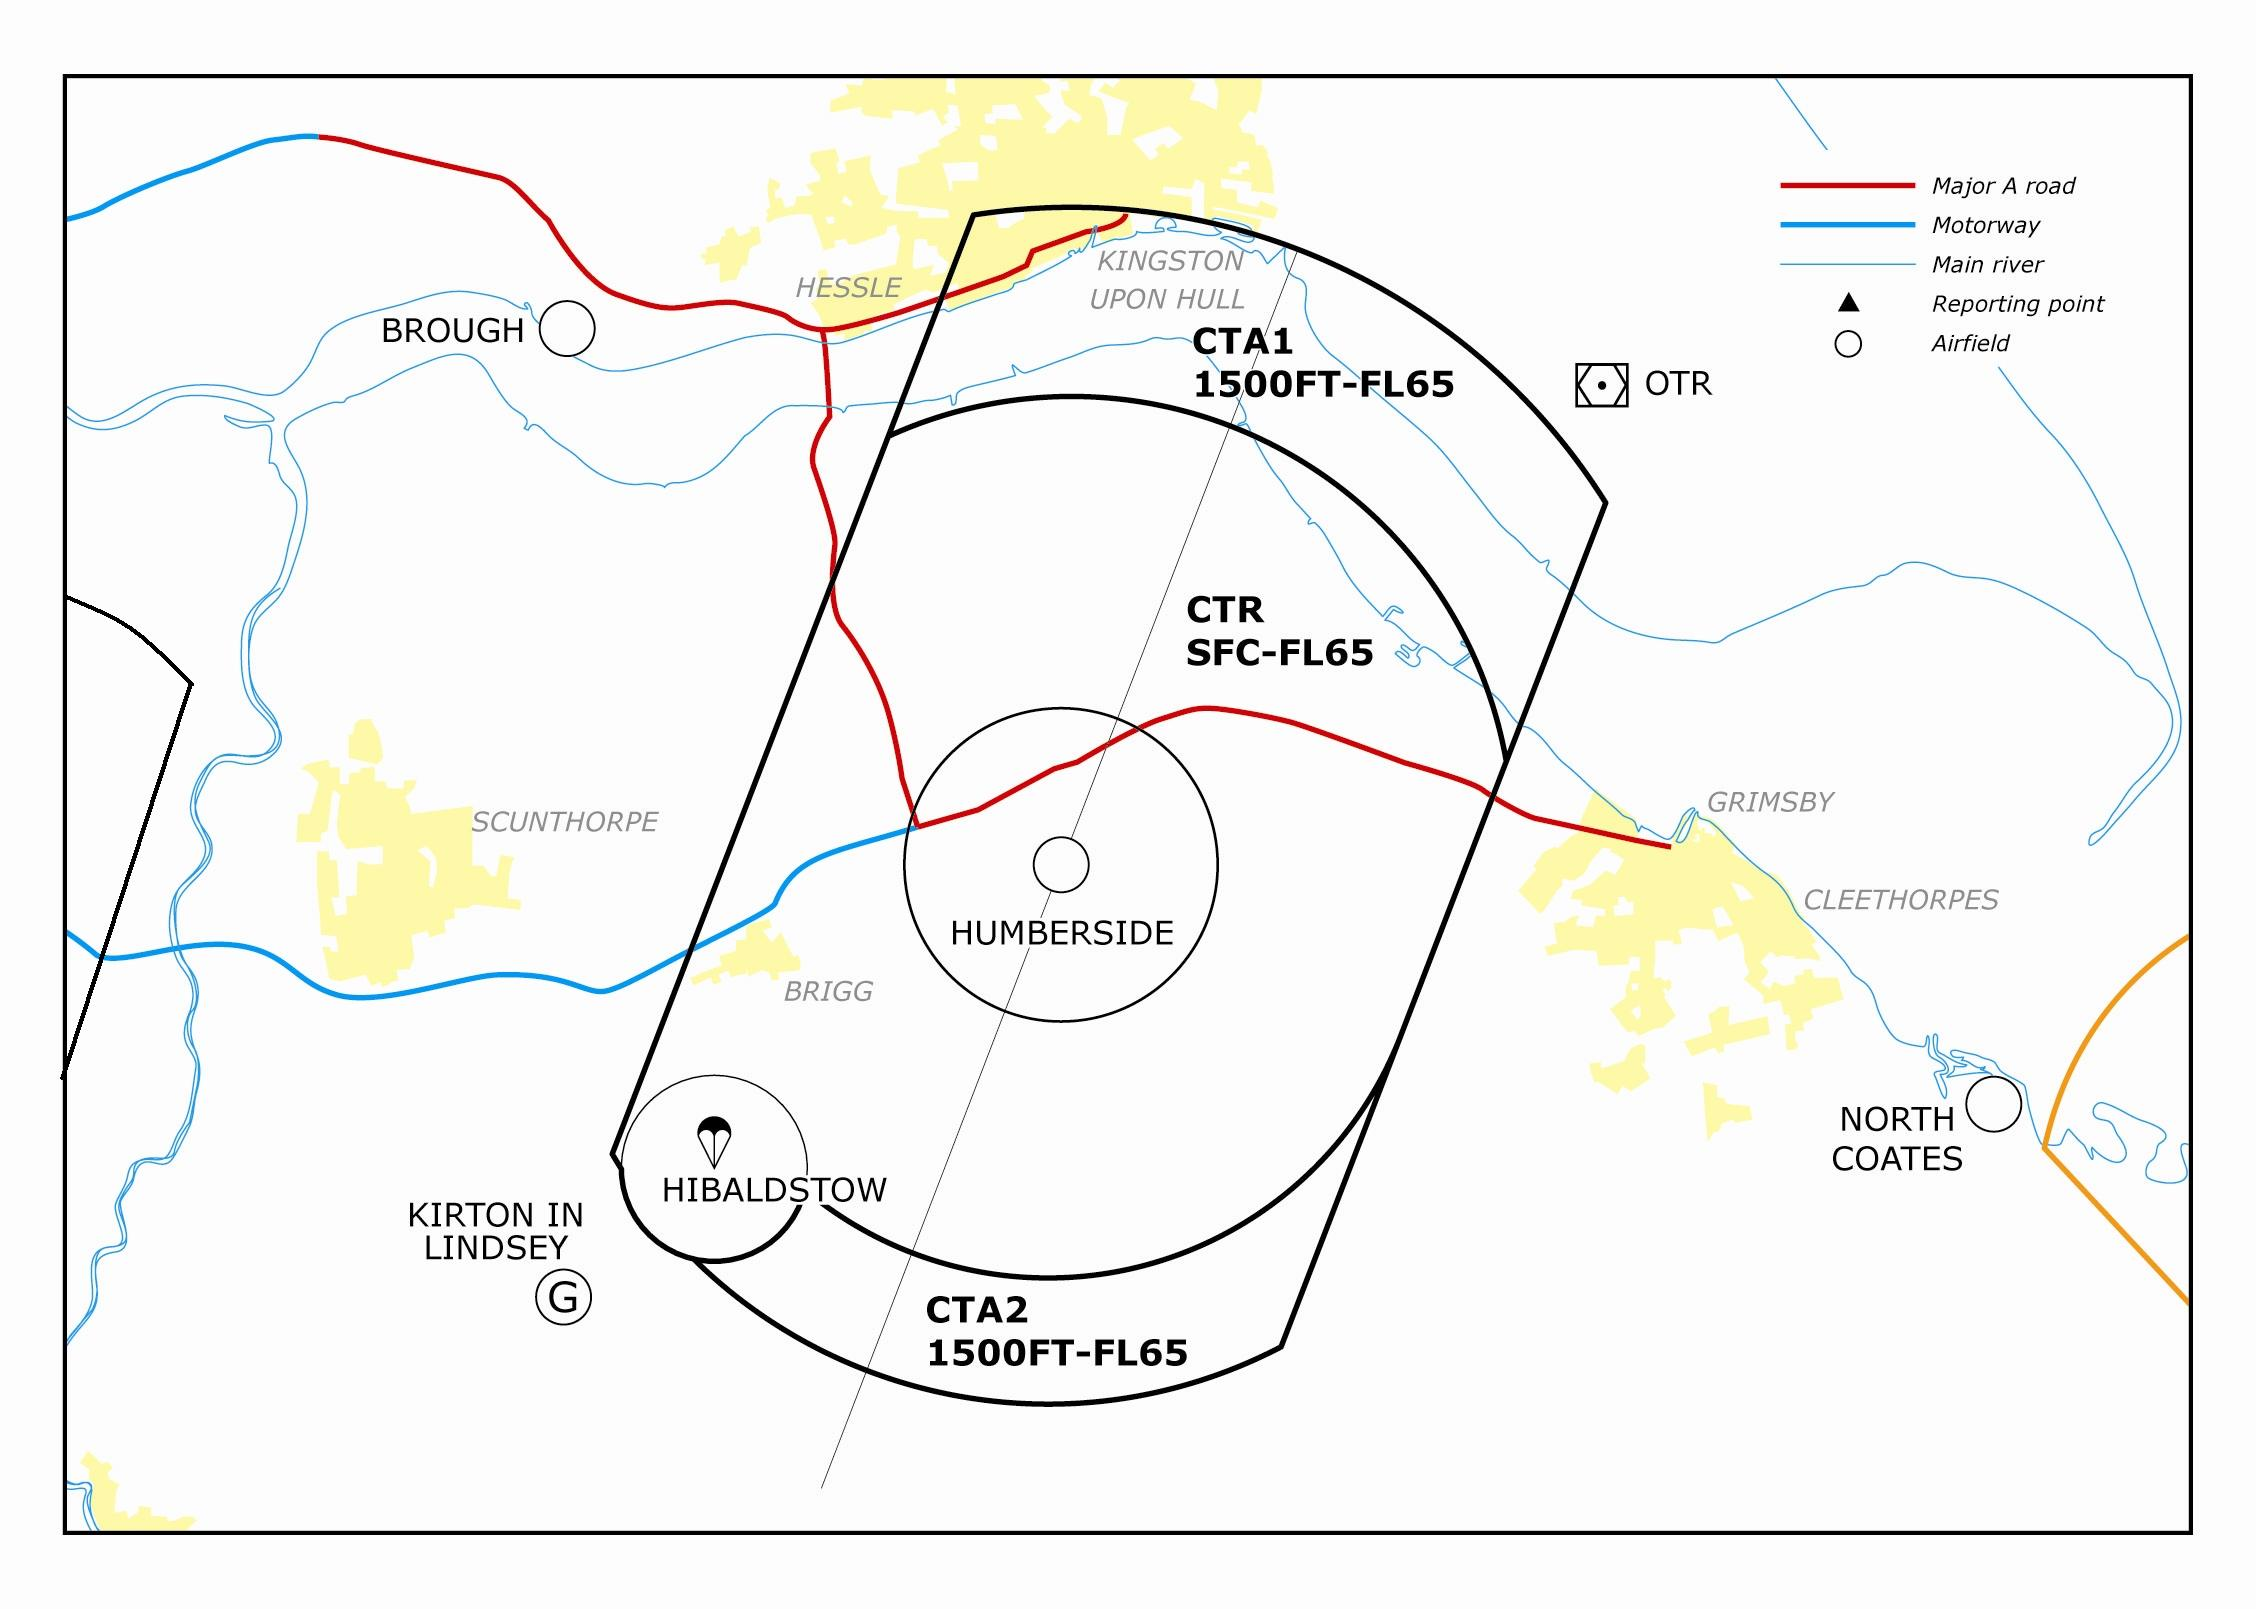 Major A road
Motorway
Main river
Reporting point
Airfield
KINGSTON
UPON HULL
HESSLE
BROUGH
CTA1
1500FT-FL65
OTR
CTR
SFC-FL65
SCUNTHORPE
GRIMSBY
CLEETHORPES
HUMBERSIDE
BRIGG
NORTH
COATES
HIBALDSTOW
KIRTON IN
LINDSEY
G
CTA2
1500FT-FL65